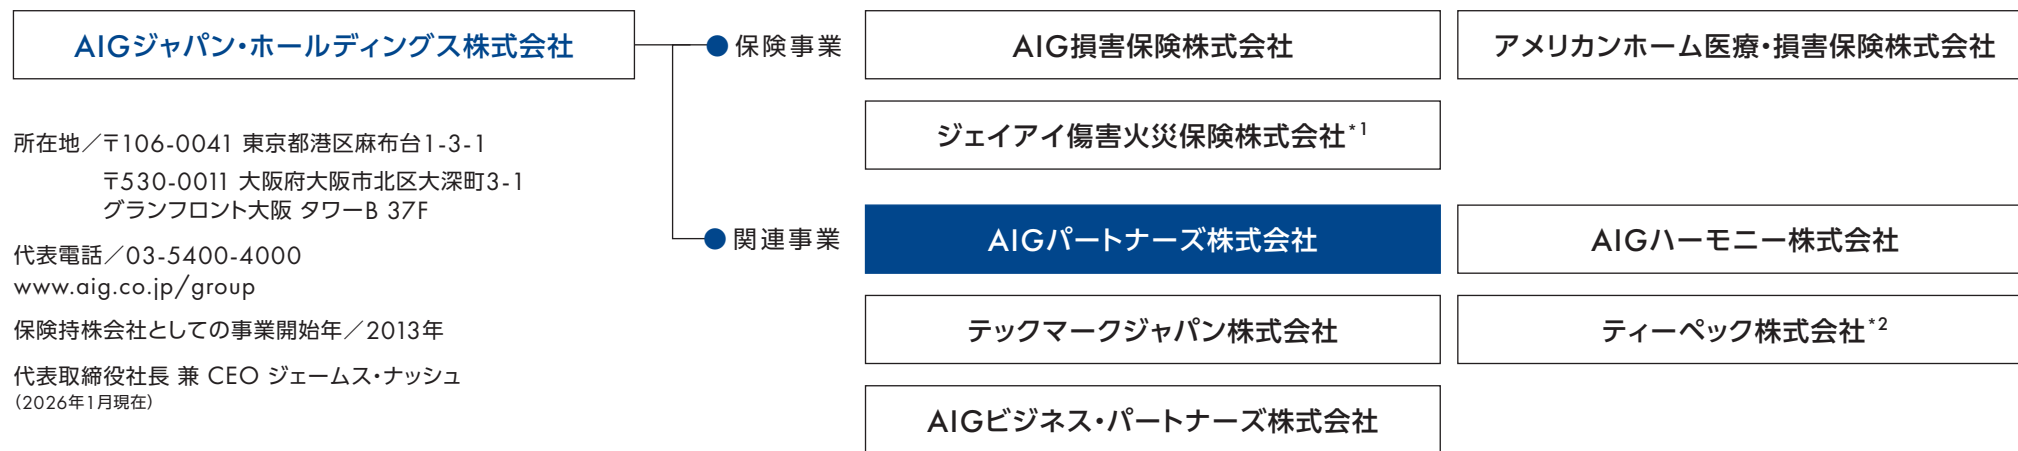 AIGジャパン・ホールディングス株式会社
所在地／〒106-0041 東京都港区麻布台1-3-1
〒530-0011 大阪府大阪市北区大深町3-1
グランフロント大阪 タワーB 37F
代表電話／03-5400-4000
www.aig.co.jp/group
保険持株会社としての事業開始年／2013年
代表取締役社長 兼 CEO ジェームス・ナッシュ
（2026年1月現在）
保険事業
AIG損害保険株式会社
アメリカンホーム医療・損害保険株式会社
ジェイアイ傷害火災保険株式会社*1
関連事業
AIGパートナーズ株式会社
AIGハーモニー株式会社
テックマークジャパン株式会社
ティーペック株式会社*2
AIGビジネス・パートナーズ株式会社